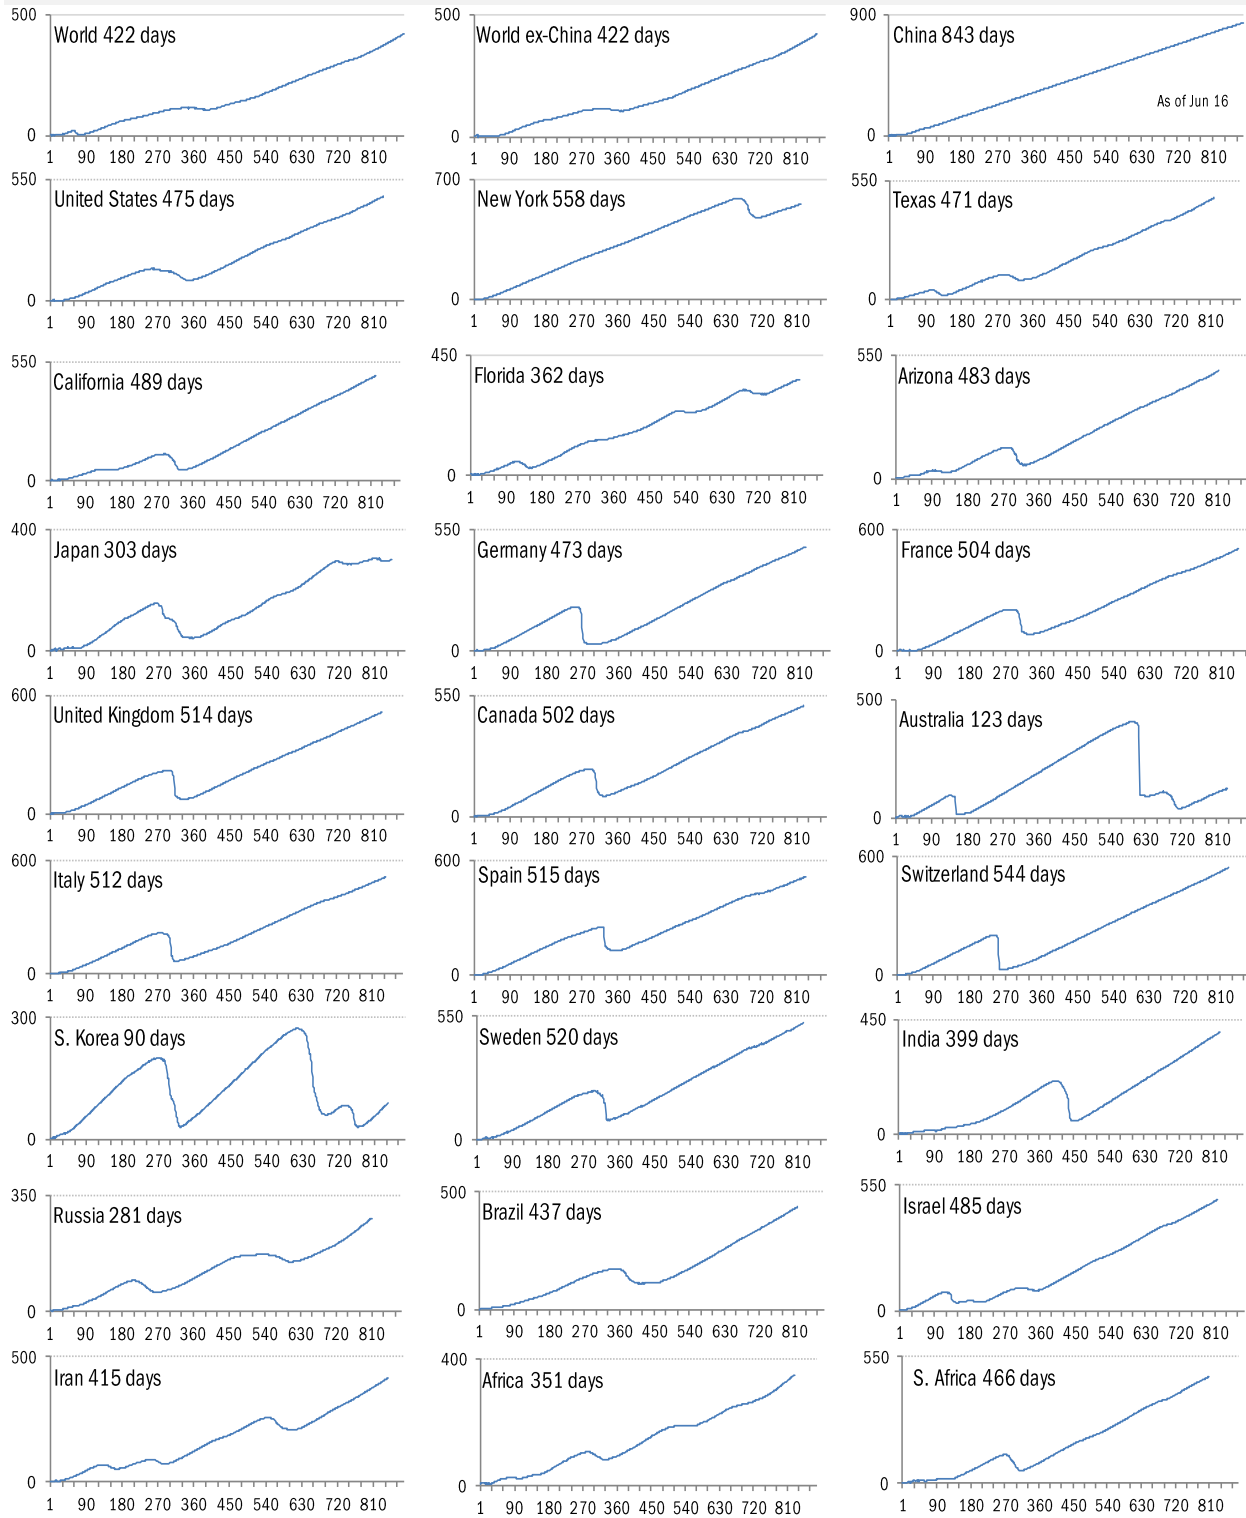 500
World 422 days
0
1 90 180 270 360 450 540 630 720 810
500
World ex-China 422 days
0
1 90 180 270 360 450 540 630 720 810
900
China 843 days
As of Jun 16
0
1 90 180 270 360 450 540 630 720 810
550
United States 475 days
0
1 90 180 270 360 450 540 630 720 810
700
New York 558 days
0
1 90 180 270 360 450 540 630 720 810
550
Texas 471 days
0
1 90 180 270 360 450 540 630 720 810
550
California 489 days
0
1 90 180 270 360 450 540 630 720 810
450
Florida 362 days
0
1 90 180 270 360 450 540 630 720 810
550
Arizona 483 days
0
1 90 180 270 360 450 540 630 720 810
400
Japan 303 days
0
1 90 180 270 360 450 540 630 720 810
550
Germany 473 days
0
1 90 180 270 360 450 540 630 720 810
600
France 504 days
0
1 90 180 270 360 450 540 630 720 810
600
United Kingdom 514 days
0
1 90 180 270 360 450 540 630 720 810
550
Canada 502 days
0
1 90 180 270 360 450 540 630 720 810
500
Australia 123 days
0
1 90 180 270 360 450 540 630 720 810
600
Italy 512 days
0
1 90 180 270 360 450 540 630 720 810
600
Spain 515 days
0
1 90 180 270 360 450 540 630 720 810
600
Switzerland 544 days
0
1 90 180 270 360 450 540 630 720 810
300
S. Korea 90 days
0
1 90 180 270 360 450 540 630 720 810
550
Sweden 520 days
0
1 90 180 270 360 450 540 630 720 810
450
India 399 days
0
1 90 180 270 360 450 540 630 720 810
350
Russia 281 days
0
1 90 180 270 360 450 540 630 720 810
500
Brazil 437 days
0
1 90 180 270 360 450 540 630 720 810
550
Israel 485 days
0
1 90 180 270 360 450 540 630 720 810
500
Iran 415 days
0
1 90 180 270 360 450 540 630 720 810
400
Africa 351 days
0
1 90 180 270 360 450 540 630 720 810
550
S. Africa 466 days
0
1 90 180 270 360 450 540 630 720 810